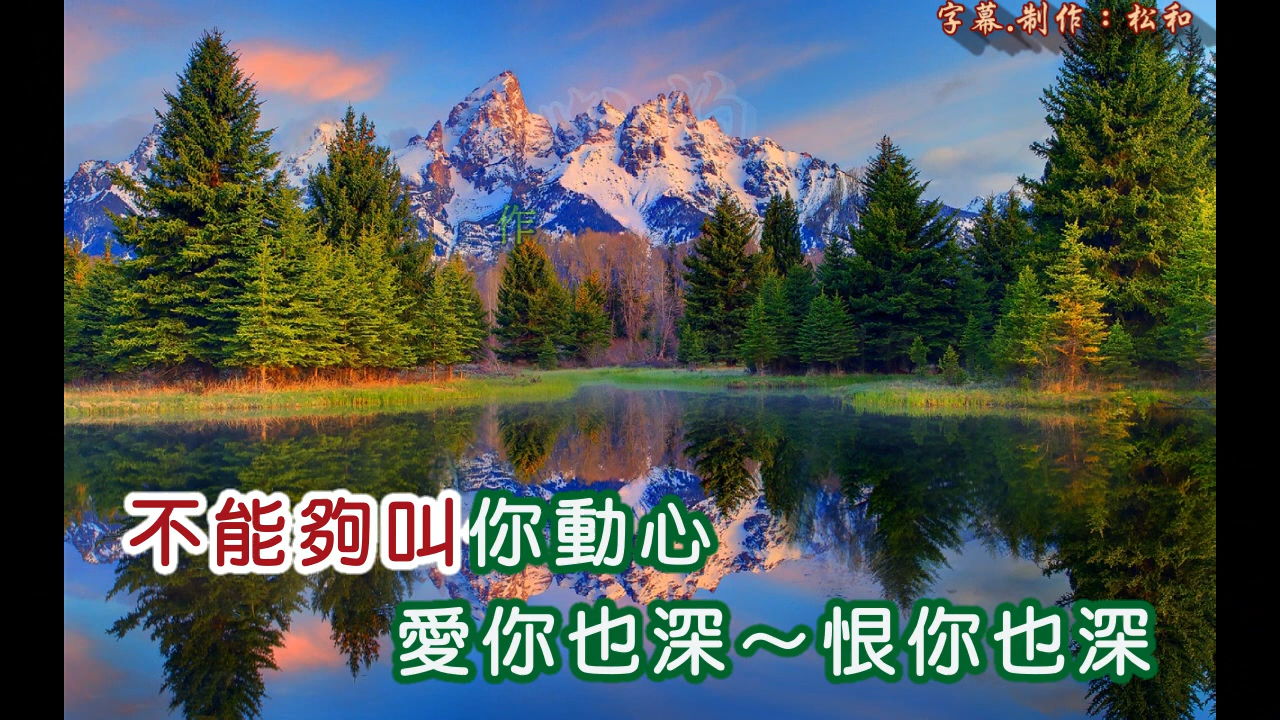 字幕.制作：松和
作
不能夠叫你動心
愛你也深～恨你也深